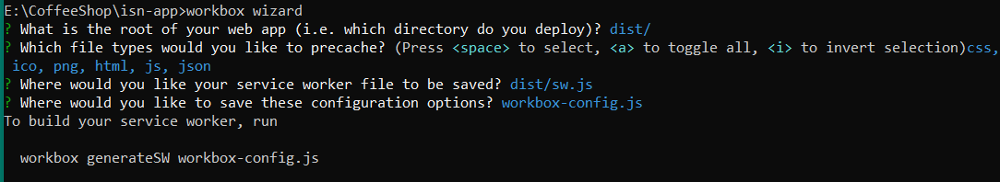 E:\CoffeeShop\isn-app>workbox wizard
? What is the root of your web app (i.e. which directory do you deploy)? dist/
? Which file types would you like to precache? (Press <space> to select, <a> to toggle all, <i> to invert selection)css,
ico, png, html, js, json
? Where would you like your service worker file to be saved? dist/sw.js
? Where would you like to save these configuration options? workbox-config.js
To build your service worker, run
workbox generateSW workbox-config.js